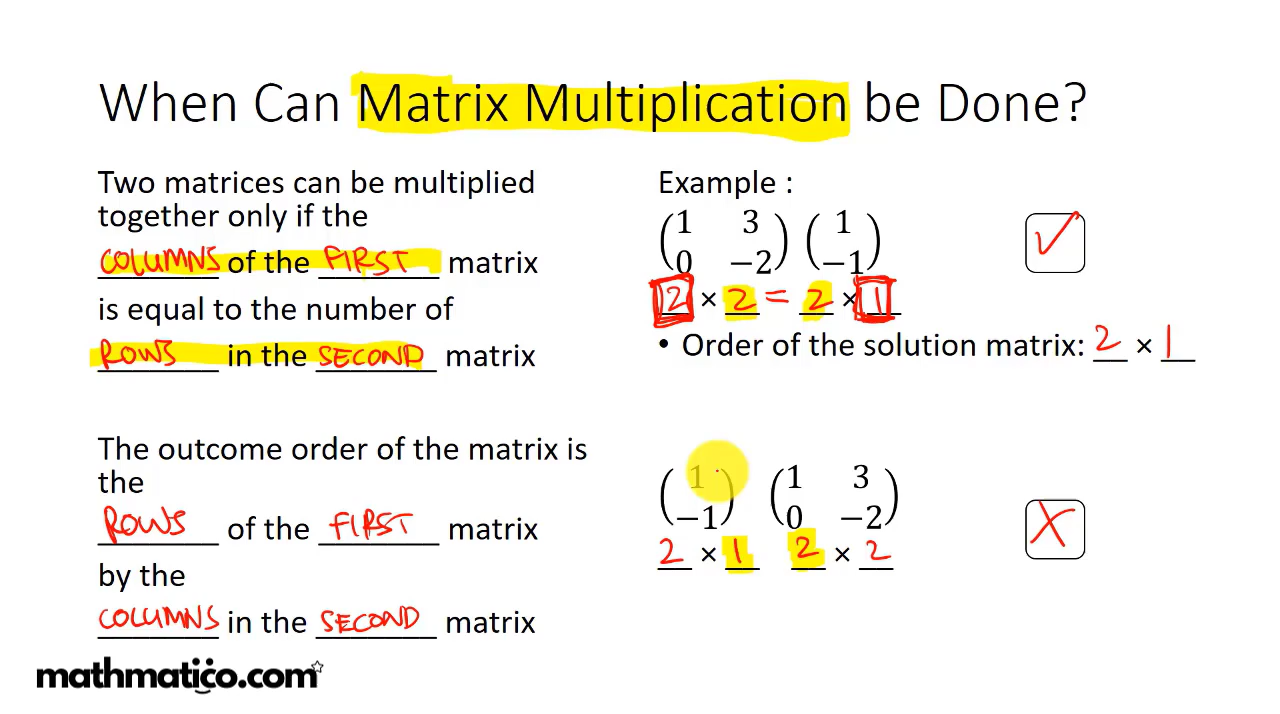 When Can Matrix Multiplication be Done?
Two matrices can be multiplied
together only if the
COLUMNS of the FIRST matrix
is equal to the number of
ROWS in the SECOND matrix
The outcome order of the matrix is
the
ROWS of the FIRST matrix
by the
COLUMNS in the SECOND matrix
mathmatico.com
Example :
1 3 1
0 −2 −1
2 × 2 = 2 × 1
• Order of the solution matrix: 2 × 1
1 1 3
−1 0 −2
2 × 1 2 × 2